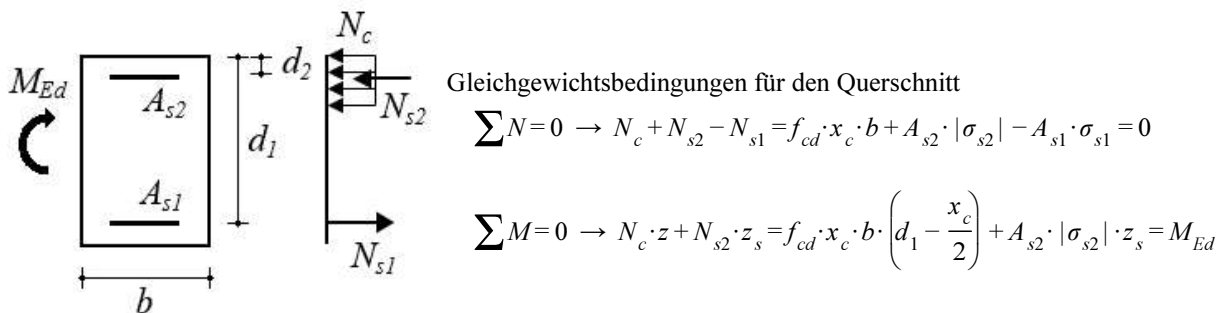 N_c
d_2
M_Ed
A_s2
N_s2
d_1
A_s1
N_s1
b
Gleichgewichtsbedingungen für den Querschnitt
∑ N = 0 → N_c + N_s2 − N_s1 = f_cd · x_c · b + A_s2 · |σ_s2| − A_s1 · σ_s1 = 0
∑ M = 0 → N_c · z + N_s2 · z_s = f_cd · x_c · b · (d_1 − x_c/2) + A_s2 · |σ_s2| · z_s = M_Ed